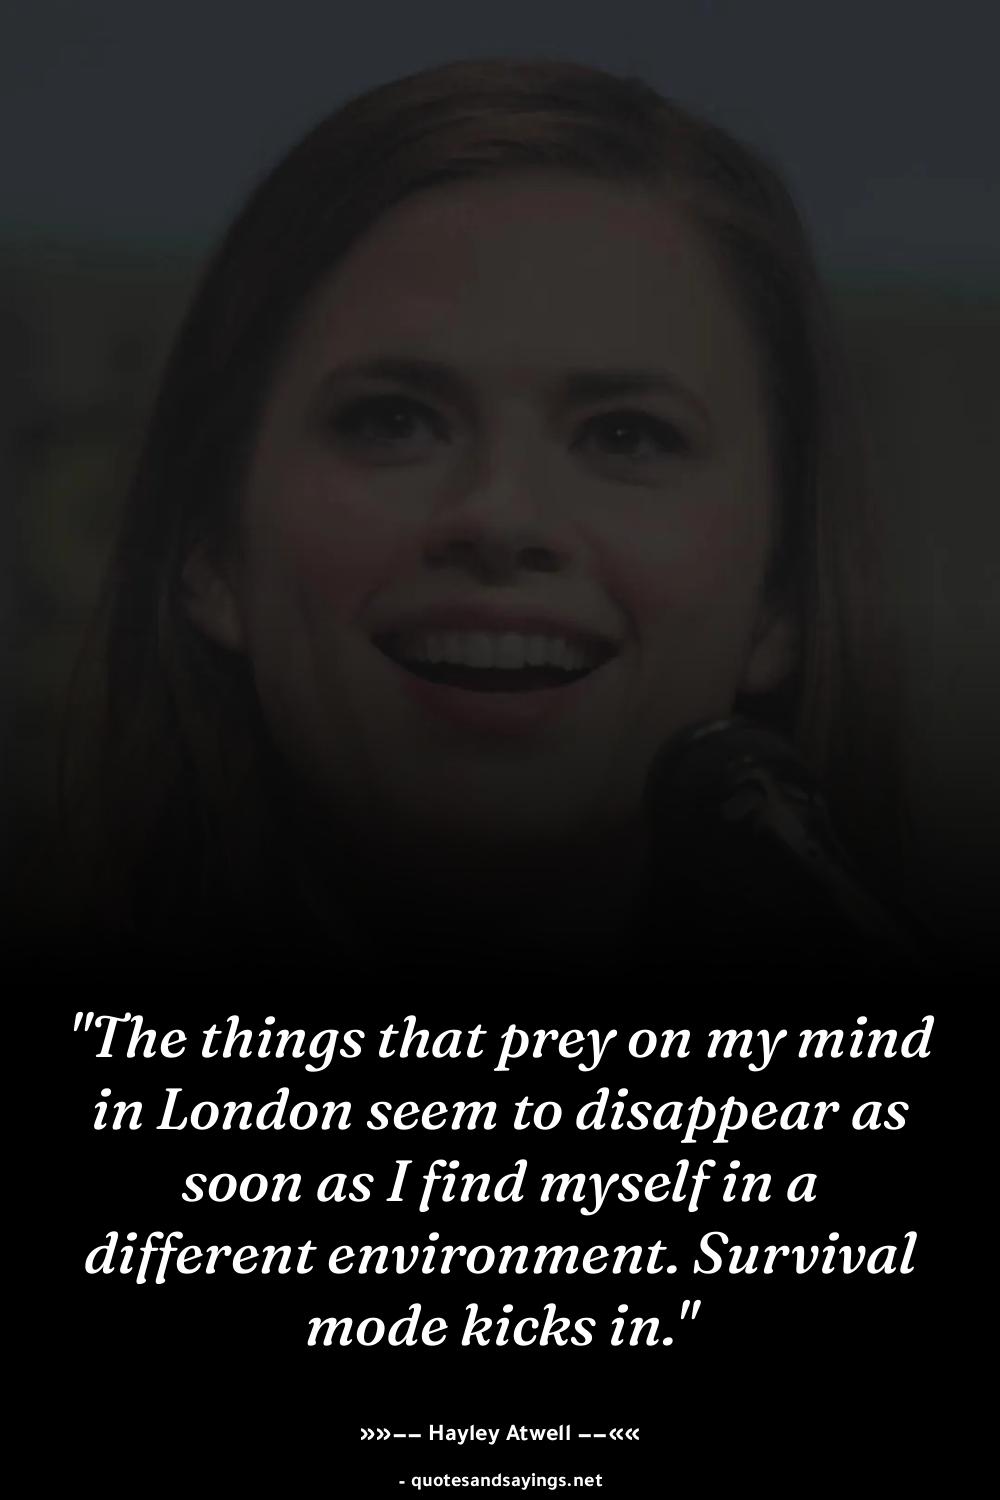 "The things that prey on my mind
in London seem to disappear as
soon as I find myself in a
different environment. Survival
mode kicks in."
»»–– Hayley Atwell ––««
- quotesandsayings.net